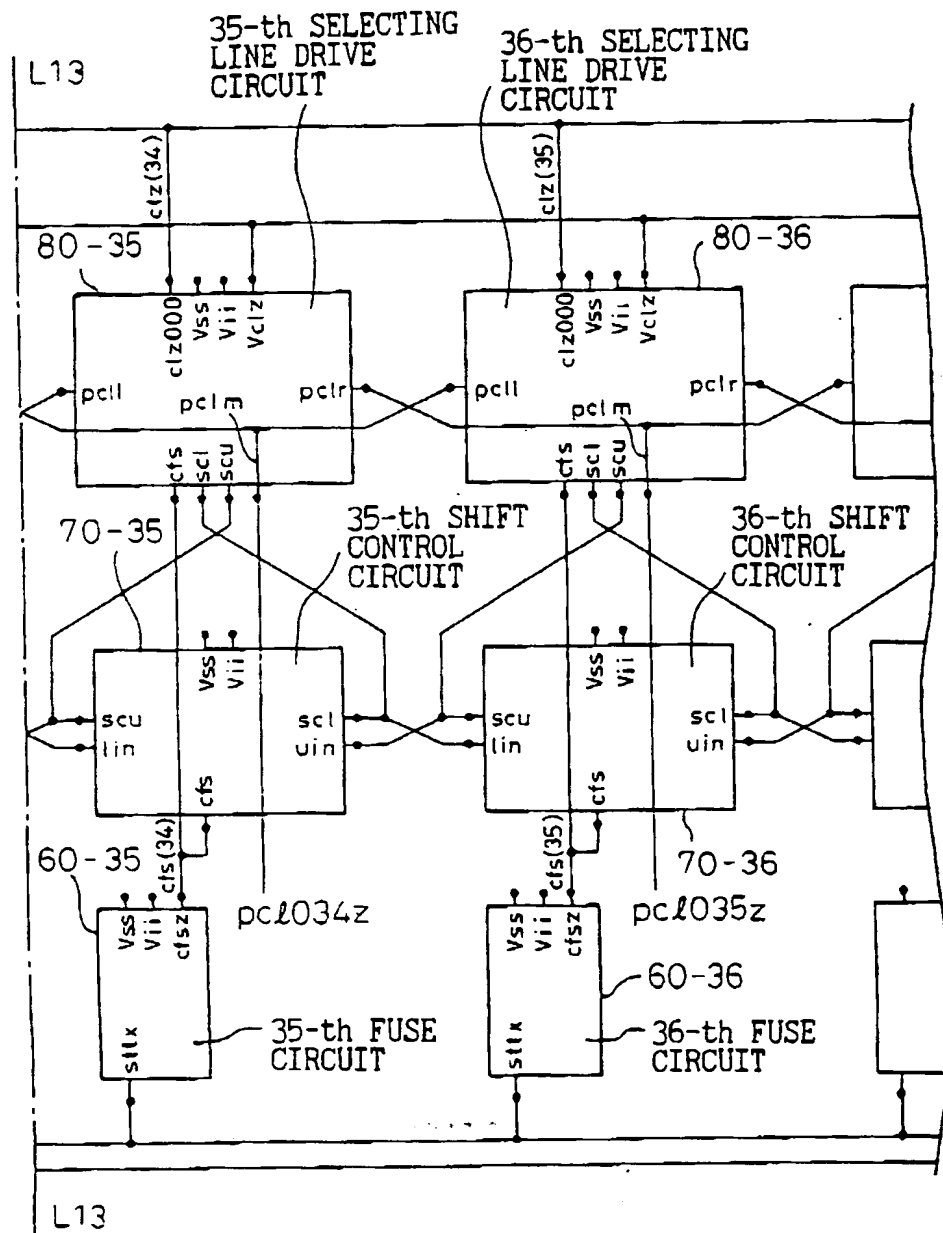 35-th SELECTING
LINE DRIVE
CIRCUIT
36-th SELECTING
LINE DRIVE
CIRCUIT
L13
clz(34)
clz(35)
80-35
80-36
clz000
Vss
Vii
Vclz
clz000
Vss
Vii
Vclz
pcll
pclr
pclm
pcll
pclr
pclm
cfs
scl
scu
cfs
scl
scu
70-35
35-th SHIFT
CONTROL
CIRCUIT
36-th SHIFT
CONTROL
CIRCUIT
Vss
Vii
Vss
Vii
scu
lin
scl
uin
scu
lin
scl
uin
cfs
cfs
cfs(34)
cfs(35)
60-35
70-36
pcl034z
pcl035z
Vss
Vii
cfsz
Vss
Vii
cfsz
60-36
sttx
35-th FUSE
CIRCUIT
sttx
36-th FUSE
CIRCUIT
L13